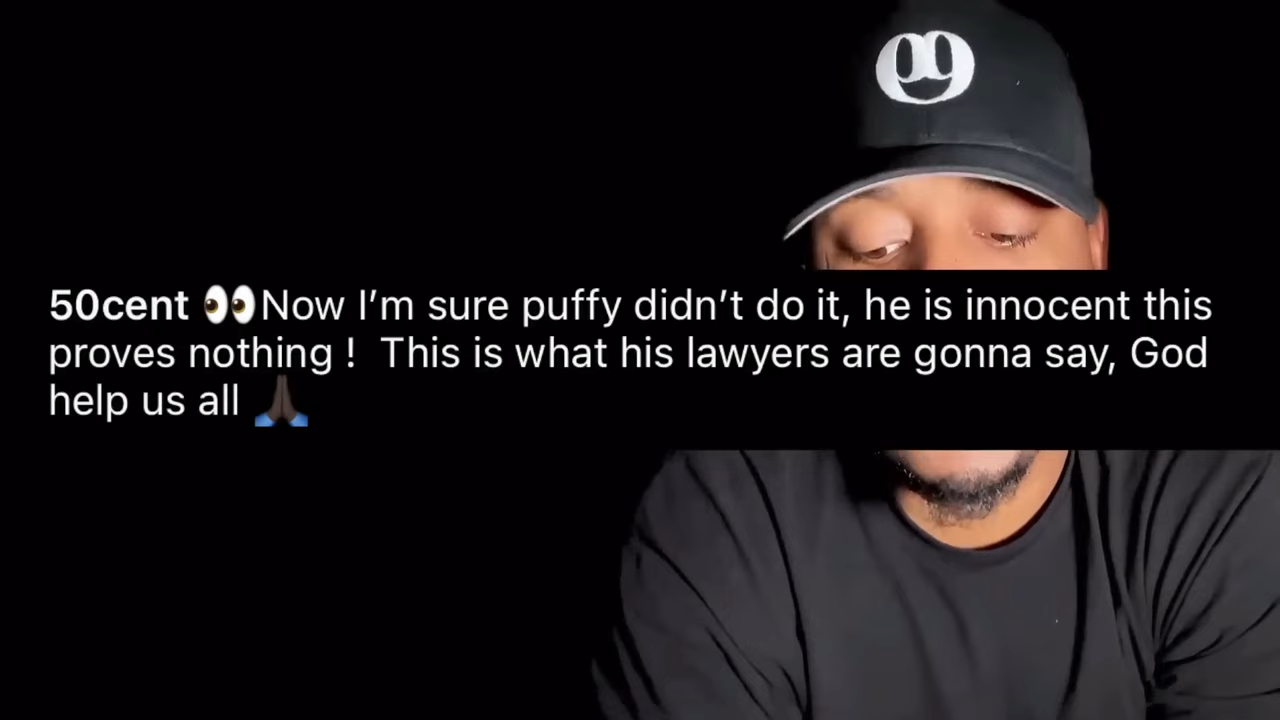 50cent 👀Now I’m sure puffy didn’t do it, he is innocent this
proves nothing !  This is what his lawyers are gonna say, God
help us all 🙏🏿